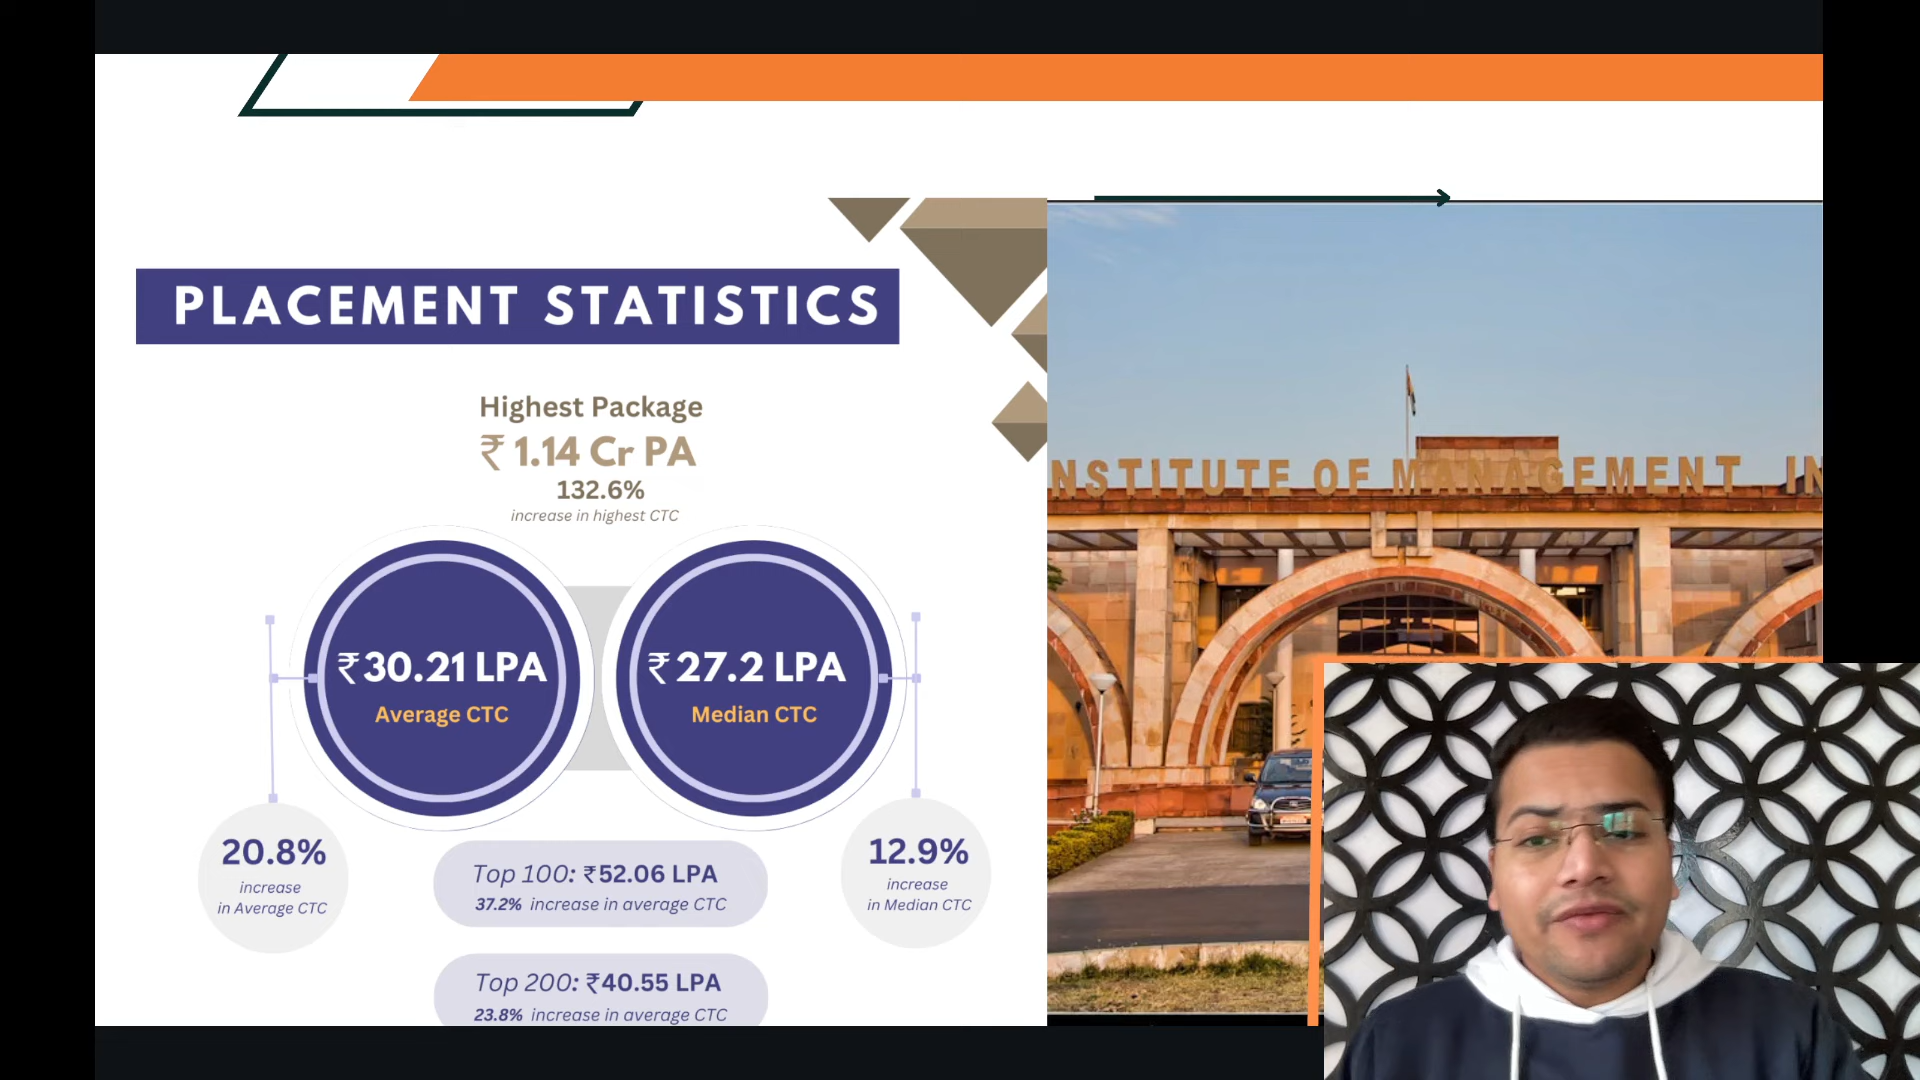 PLACEMENT STATISTICS
Highest Package
₹ 1.14 Cr PA
132.6%
increase in highest CTC
₹30.21 LPA
Average CTC
₹27.2 LPA
Median CTC
20.8%
increase
in Average CTC
12.9%
increase
in Median CTC
Top 100: ₹52.06 LPA
37.2% increase in average CTC
Top 200: ₹40.55 LPA
23.8% increase in average CTC
NSTITUTE OF MANAGEMENT IN